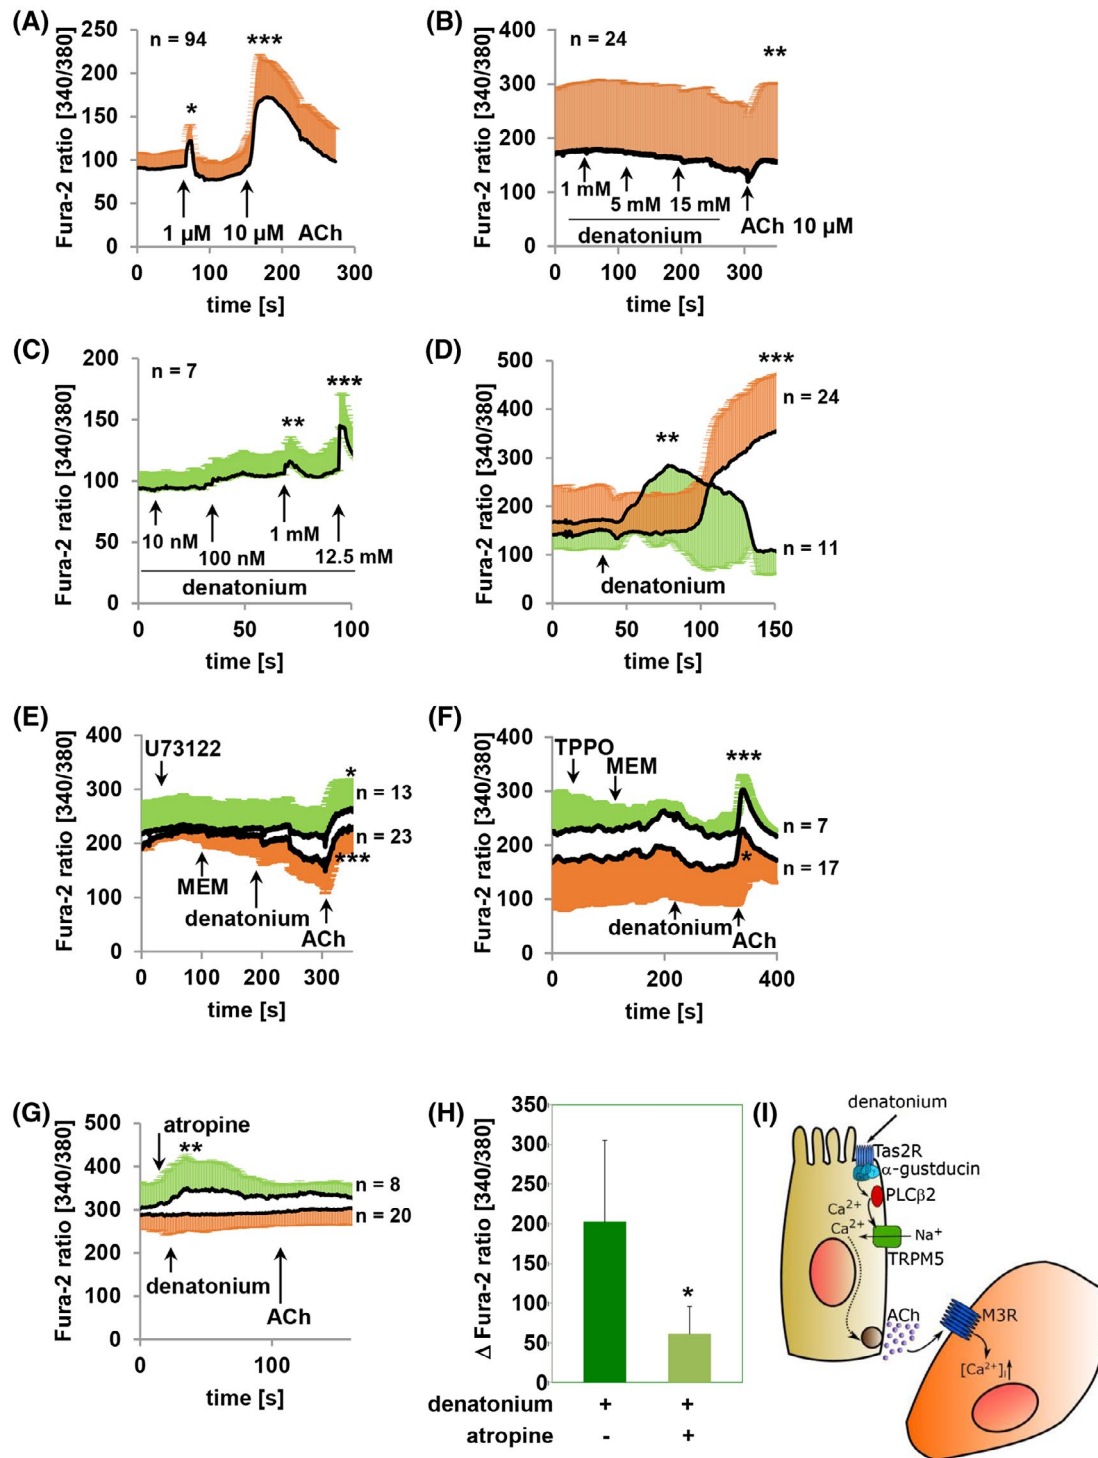 (A)
Fura-2 ratio [340/380]
250
200
150
100
50
0
n = 94
*
***
1 µM
10 µM
ACh
0
100
200
300
time [s]
(B)
Fura-2 ratio [340/380]
400
300
200
100
0
n = 24
**
1 mM
5 mM
15 mM
denatonium
ACh 10 µM
0
100
200
300
time [s]
(C)
Fura-2 ratio [340/380]
200
150
100
50
0
n = 7
**
***
10 nM
100 nM
1 mM
12.5 mM
denatonium
0
50
100
time [s]
(D)
Fura-2 ratio [340/380]
500
400
300
200
100
0
**
***
n = 24
n = 11
denatonium
0
50
100
150
time [s]
(E)
Fura-2 ratio [340/380]
400
300
200
100
0
U73122
*
n = 13
n = 23
***
MEM
denatonium
ACh
0
100
200
300
time [s]
(F)
Fura-2 ratio [340/380]
400
300
200
100
0
TPPO
MEM
***
n = 7
*
n = 17
denatonium
ACh
0
200
400
time [s]
(G)
Fura-2 ratio [340/380]
500
400
300
200
100
0
atropine
**
n = 8
n = 20
denatonium
ACh
0
100
time [s]
(H)
Δ Fura-2 ratio [340/380]
350
300
250
200
150
100
50
0
*
denatonium + +
atropine - +
(I)
denatonium
Tas2R
α-gustducin
PLCβ2
Ca2+
Ca2+
Na+
TRPM5
ACh
M3R
[Ca2+]i